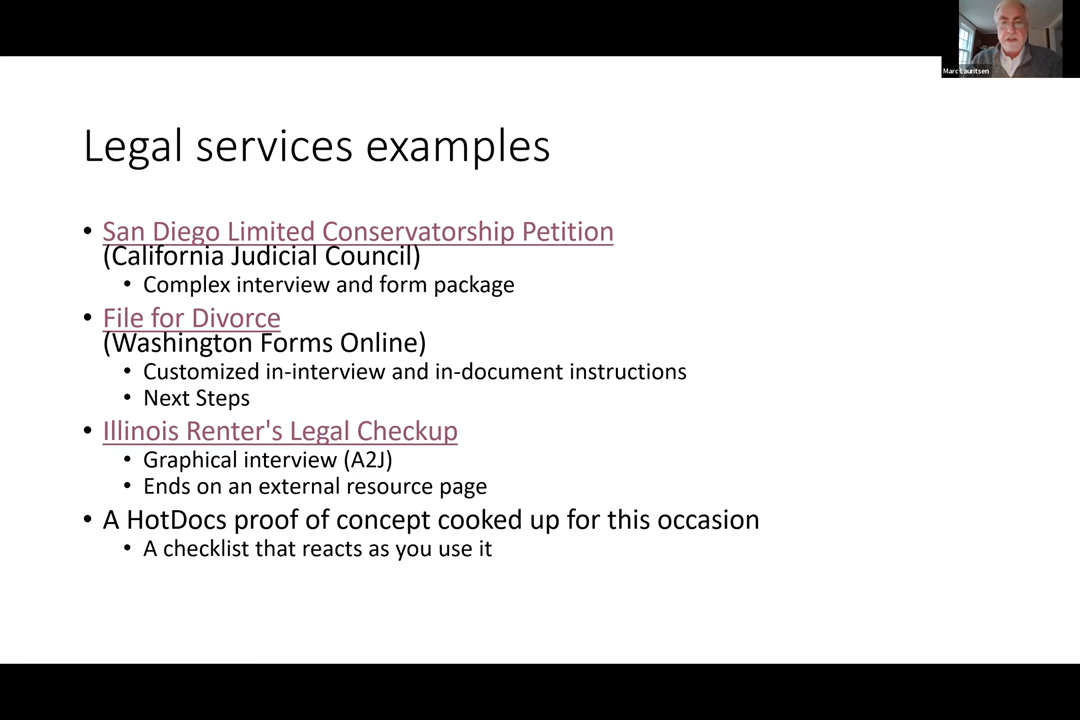 Marc Lauritsen
Legal services examples
• San Diego Limited Conservatorship Petition
(California Judicial Council)
• Complex interview and form package
• File for Divorce
(Washington Forms Online)
• Customized in-interview and in-document instructions
• Next Steps
• Illinois Renter's Legal Checkup
• Graphical interview (A2J)
• Ends on an external resource page
• A HotDocs proof of concept cooked up for this occasion
• A checklist that reacts as you use it